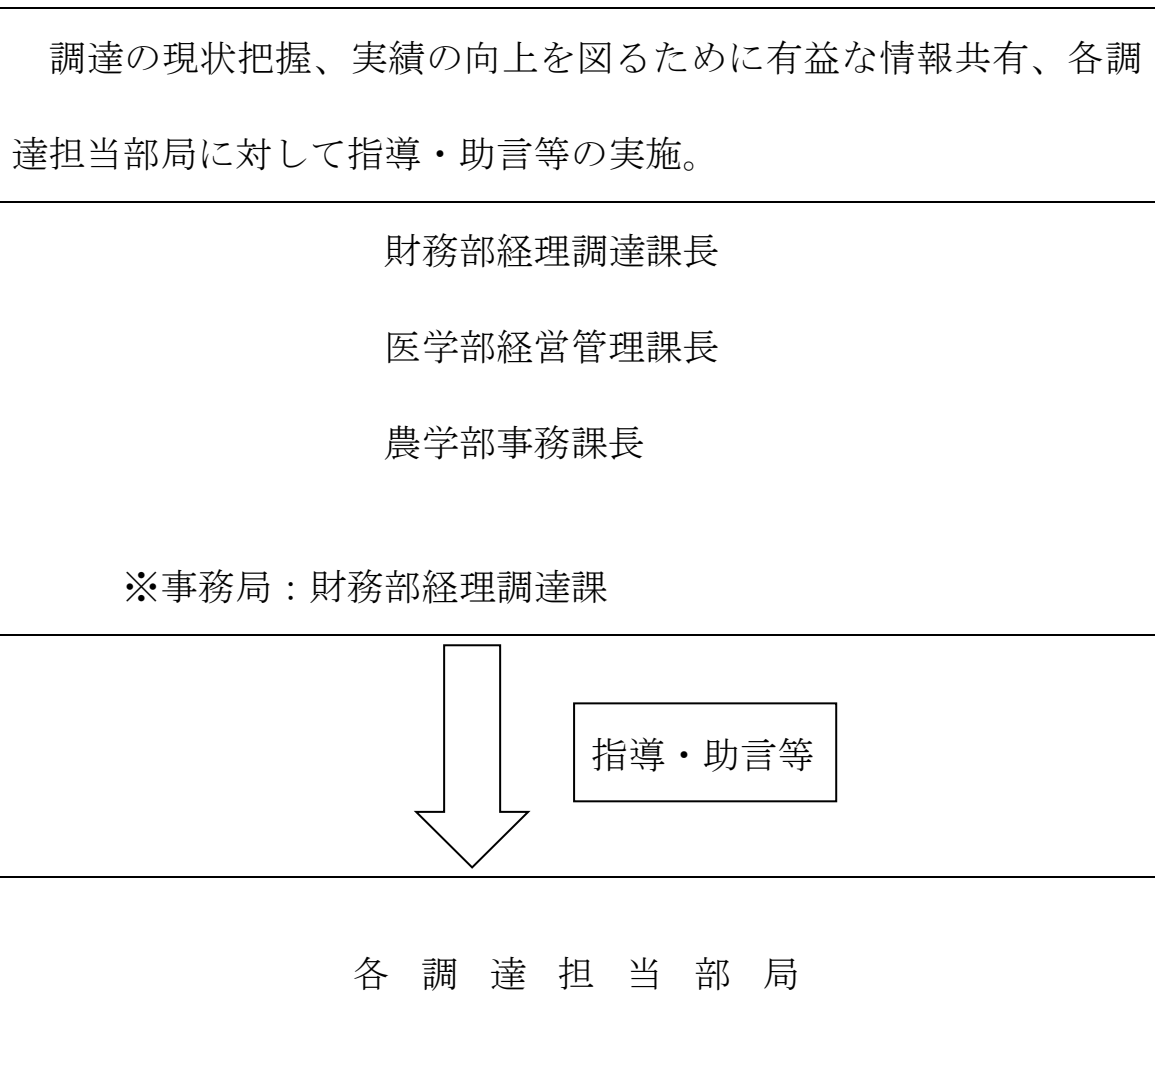 調達の現状把握、実績の向上を図るために有益な情報共有、各調
達担当部局に対して指導・助言等の実施。
財務部経理調達課長
医学部経営管理課長
農学部事務課長
※事務局：財務部経理調達課
指導・助言等
各 調 達 担 当 部 局